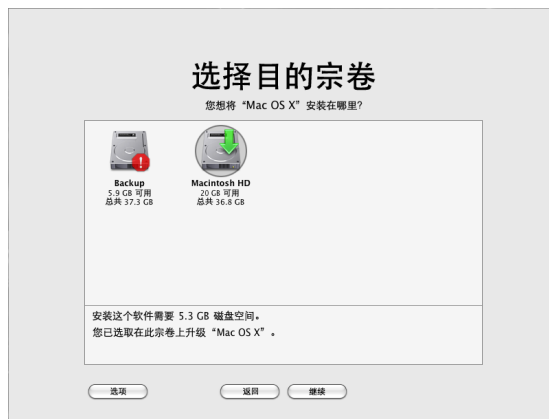 选择目的宗卷
您想将“Mac OS X”安装在哪里?
Backup
5.9 GB 可用
总共 37.3 GB
Macintosh HD
20 GB 可用
总共 36.8 GB
安装这个软件需要 5.3 GB 磁盘空间。
您已选取在此宗卷上升级“Mac OS X”。
选项
返回
继续